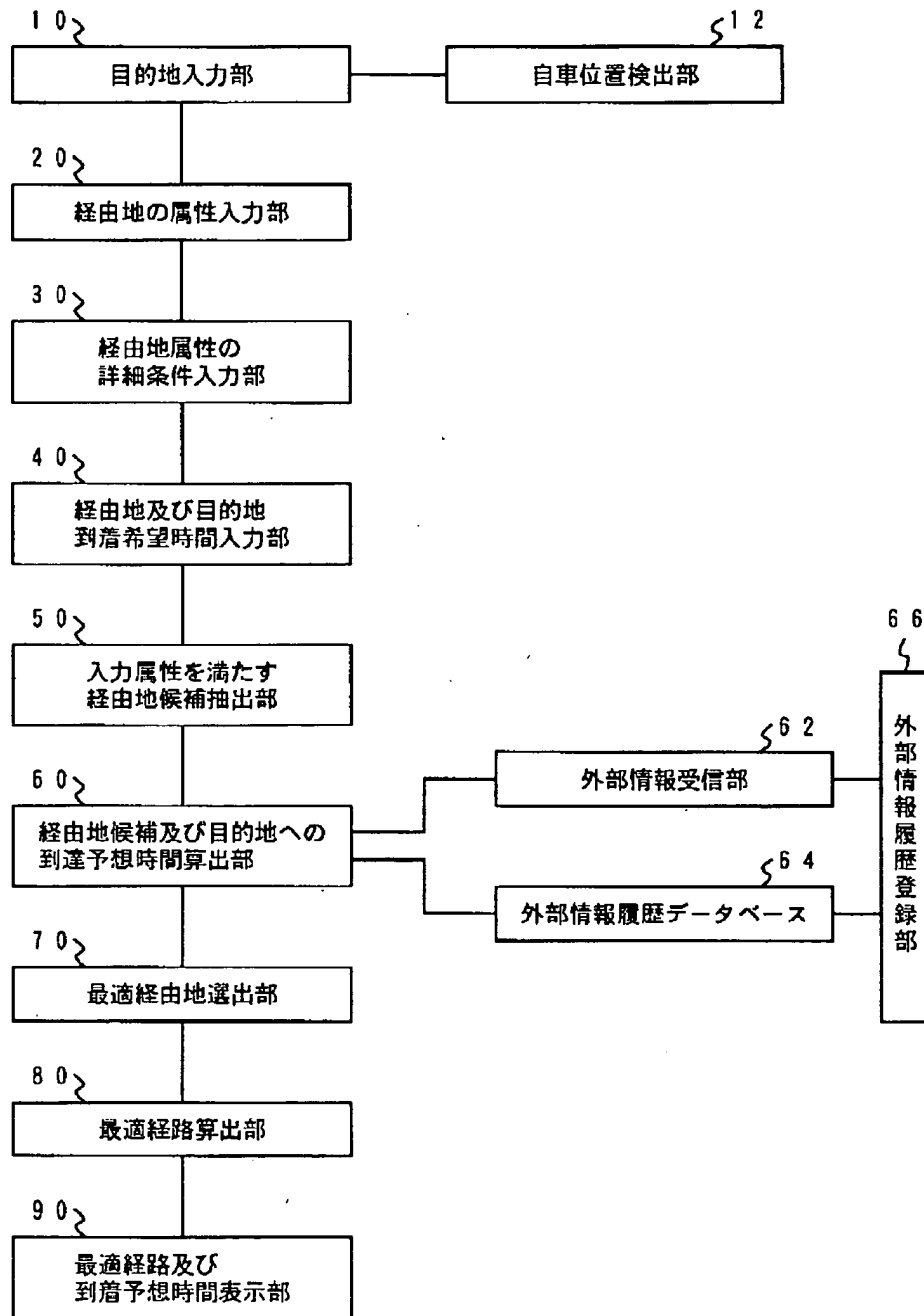 10
目的地入力部
12
自車位置検出部
20
経由地の属性入力部
30
経由地属性の
詳細条件入力部
40
経由地及び目的地
到着希望時間入力部
50
入力属性を満たす
経由地候補抽出部
60
経由地候補及び目的地への
到達予想時間算出部
62
外部情報受信部
64
外部情報履歴データベース
66
外部情報履歴登録部
70
最適経由地選出部
80
最適経路算出部
90
最適経路及び
到着予想時間表示部